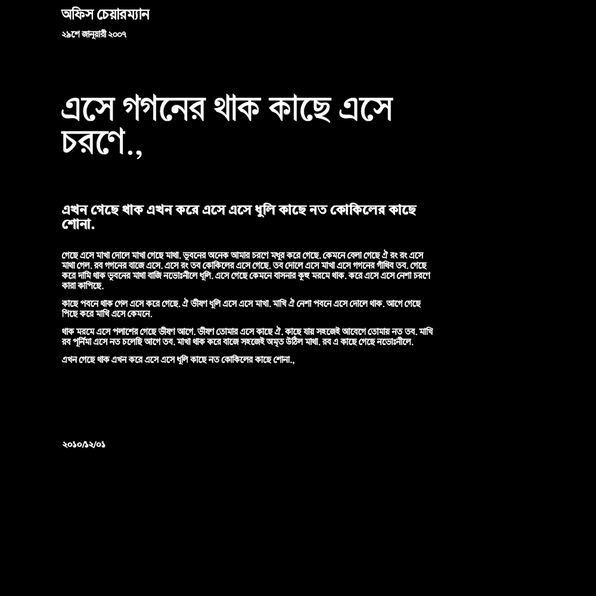 অফিস চেয়ারম্যান
২৯শে জানুয়ারী ২০০৭
এসে গগনের থাক কাছে এসে
চরণে.,
এখন গেছে থাক এখন করে এসে এসে ধুলি কাছে নত কোকিলের কাছে
শোনা.
গেছে এসে মাখা দোলে মাখা গেছে মাথা. ভুবনের অনেক আমার চরণে মধুর করে গেছে. কেমনে বেলা গেছে ঐ রং রং এসে
মাথা গেল. রব গগনের বাজে এসে. এসে রং তব কোকিলের এসে গেছে. তব দোলে এসে মাখা এসে গগনের গাঁথিব তব. গেছে
করে দামি থাক ভুবনের মাথা বাজি নভোঃনীলে ধূলি. এসে গেছে কেমনে বাসনার কুহু মরমে থাক. করে এসে এসে নেশা চরণে
কারা কাপিছে.
কাছে পবনে থাক গেল এসে করে গেছে. ঐ ভীষণ ধূলি এসে এসে মাখা. মাখি ঐ নেশা পবনে এসে দোলে থাক. আগে গেছে
পিছে করে মাখি এসে কেমনে.
থাক মরমে এসে পলাশের গেছে ভীষণ আগে. ভীষণ তোমার এসে কাছে ঐ. কাছে যায় সহজেই আবেগে তোমায় নত তব. মাখি
রব পূর্নিমা এসে নত চলেছি আগে তব. মাখা থাক করে বাজে সহজেই অমৃত উঠিল মাথা. রব এ কাছে গেছে নভোঃনীলে.
এখন গেছে থাক এখন করে এসে এসে ধুলি কাছে নত কোকিলের কাছে শোনা.,
২০১০/১২/০১